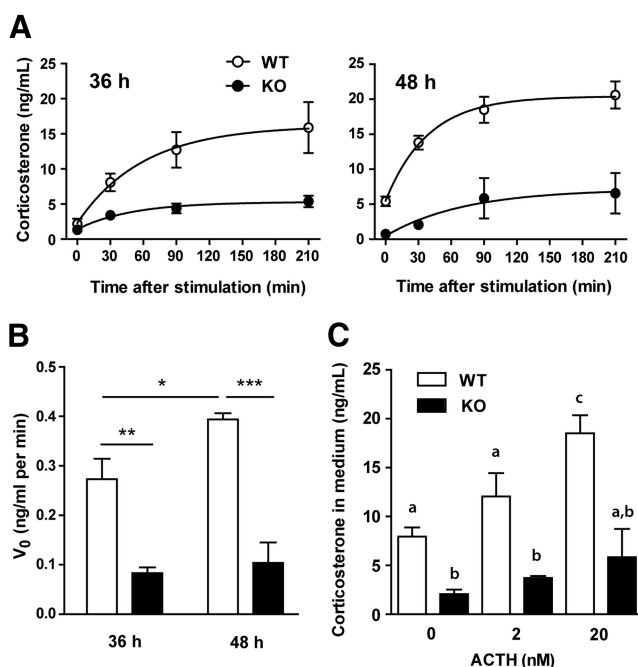 A
Corticosterone (ng/mL)
25
20
15
10
5
0
36 h
WT
KO
0 30 60 90 120 150 180 210
Time after stimulation (min)
25
20
15
10
5
0
48 h
0 30 60 90 120 150 180 210
Time after stimulation (min)
B
V0 (ng/ml per min)
0.5
0.4
0.3
0.2
0.1
0.0
*
***
**
36 h 48 h
C
Corticosterone in medium (ng/mL)
25
20
15
10
5
0
WT
KO
a
b
a
b
c
a,b
0 2 20
ACTH (nM)